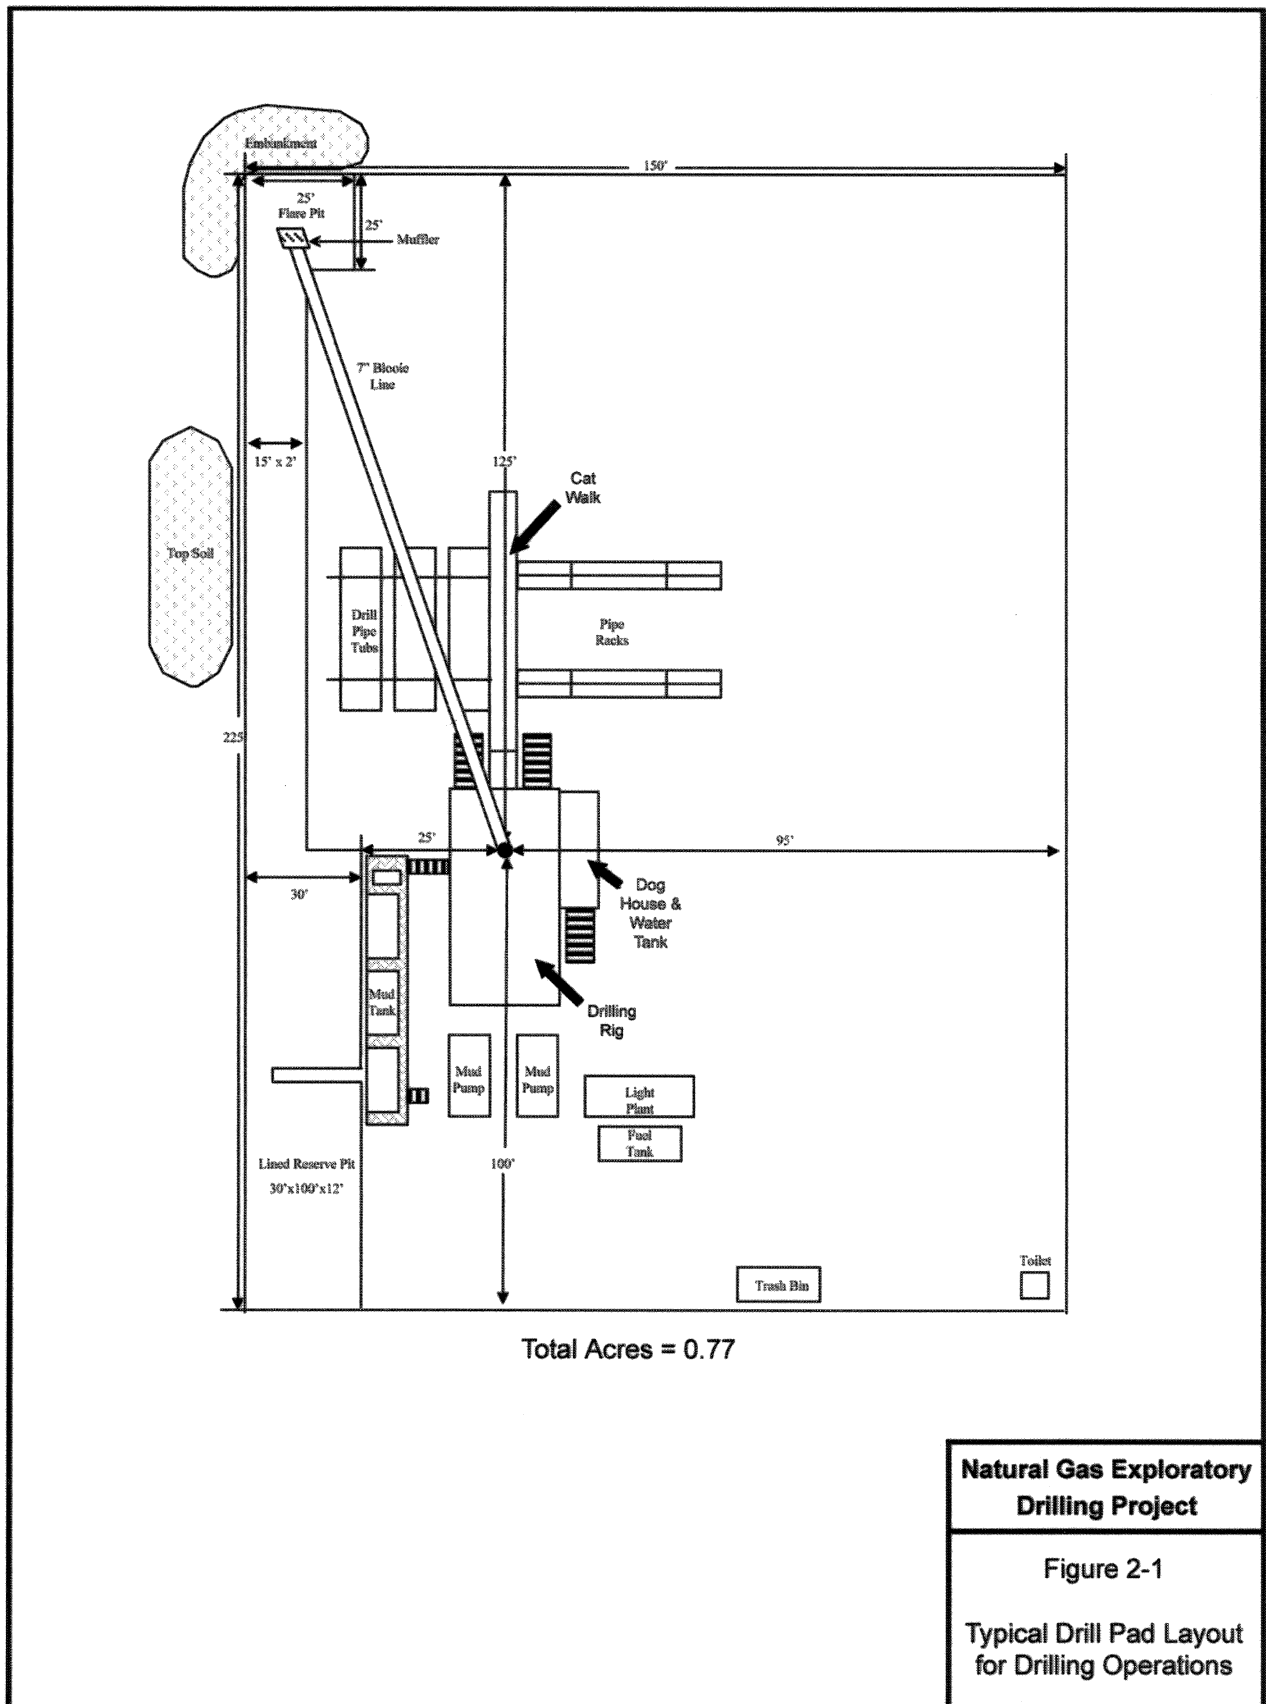 Embankment
150'
25'
Flare Pit
25'
Muffler
7" Blooie
Line
15' x 2'
125'
Cat
Walk
Top Soil
Drill
Pipe
Tubs
Pipe
Racks
225
25'
95'
30'
Dog
House &
Water
Tank
Mud
Tank
Drilling
Rig
Mud
Pump
Mud
Pump
Light
Plant
Fuel
Tank
Lined Reserve Pit
30'x100'x12'
100'
Toilet
Trash Bin
Total Acres = 0.77
Natural Gas Exploratory
Drilling Project
Figure 2-1
Typical Drill Pad Layout
for Drilling Operations